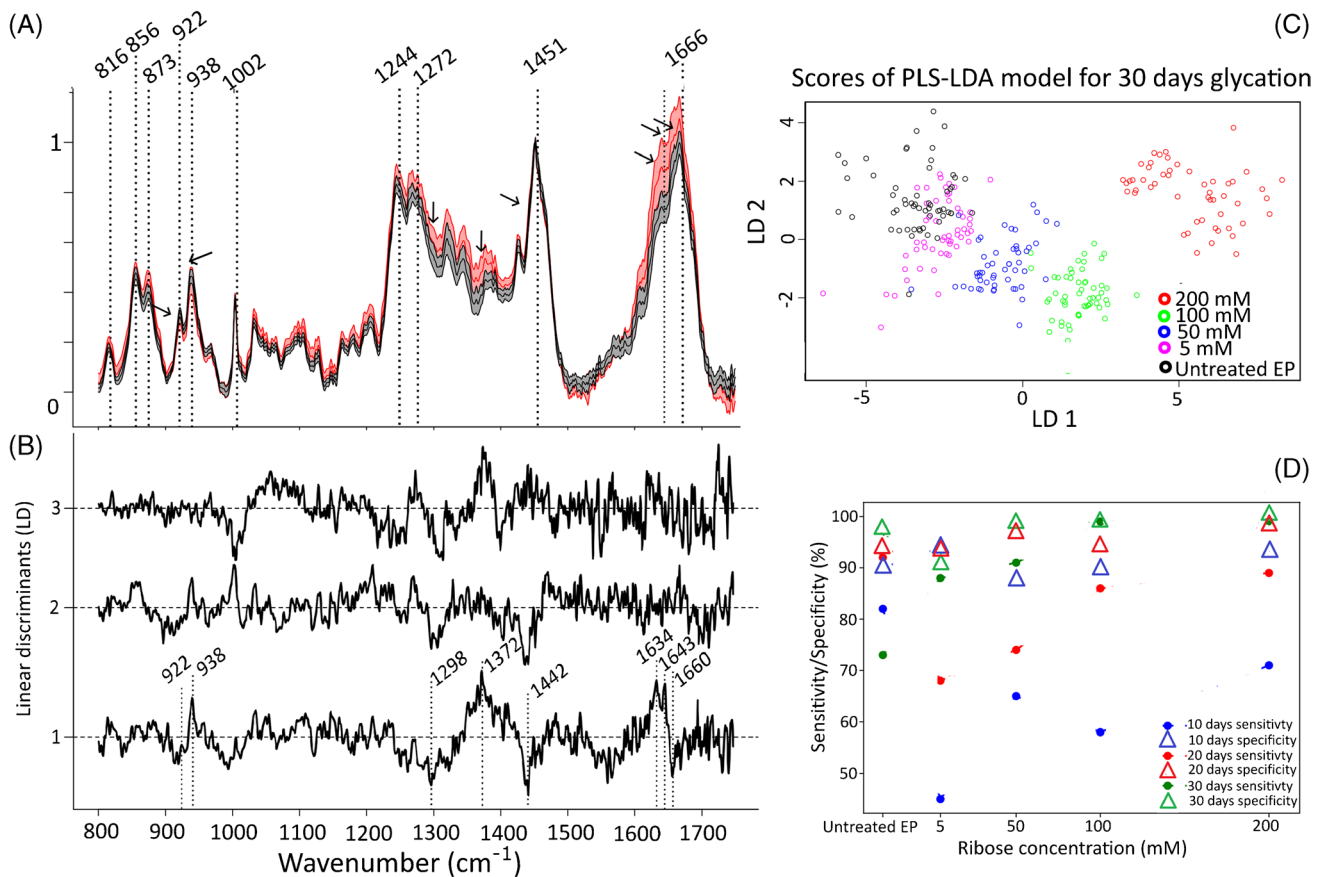 (A)
816
856
873
922
938
1002
1244
1272
1451
1666
1
0
(B)
Linear discriminants (LD)
3
2
1
922
938
1298
1372
1442
1634
1643
1660
800
900
1000
1100
1200
1300
1400
1500
1600
1700
Wavenumber (cm-1)
(C)
Scores of PLS-LDA model for 30 days glycation
LD 2
4
2
0
-2
-5
0
5
LD 1
200 mM
100 mM
50 mM
5 mM
Untreated EP
(D)
Sensitivity/Specificity (%)
100
90
80
70
60
50
10 days sensitivty
10 days specificity
20 days sensitivty
20 days specificity
30 days sensitivty
30 days specificity
Untreated EP
5
50
100
200
Ribose concentration (mM)